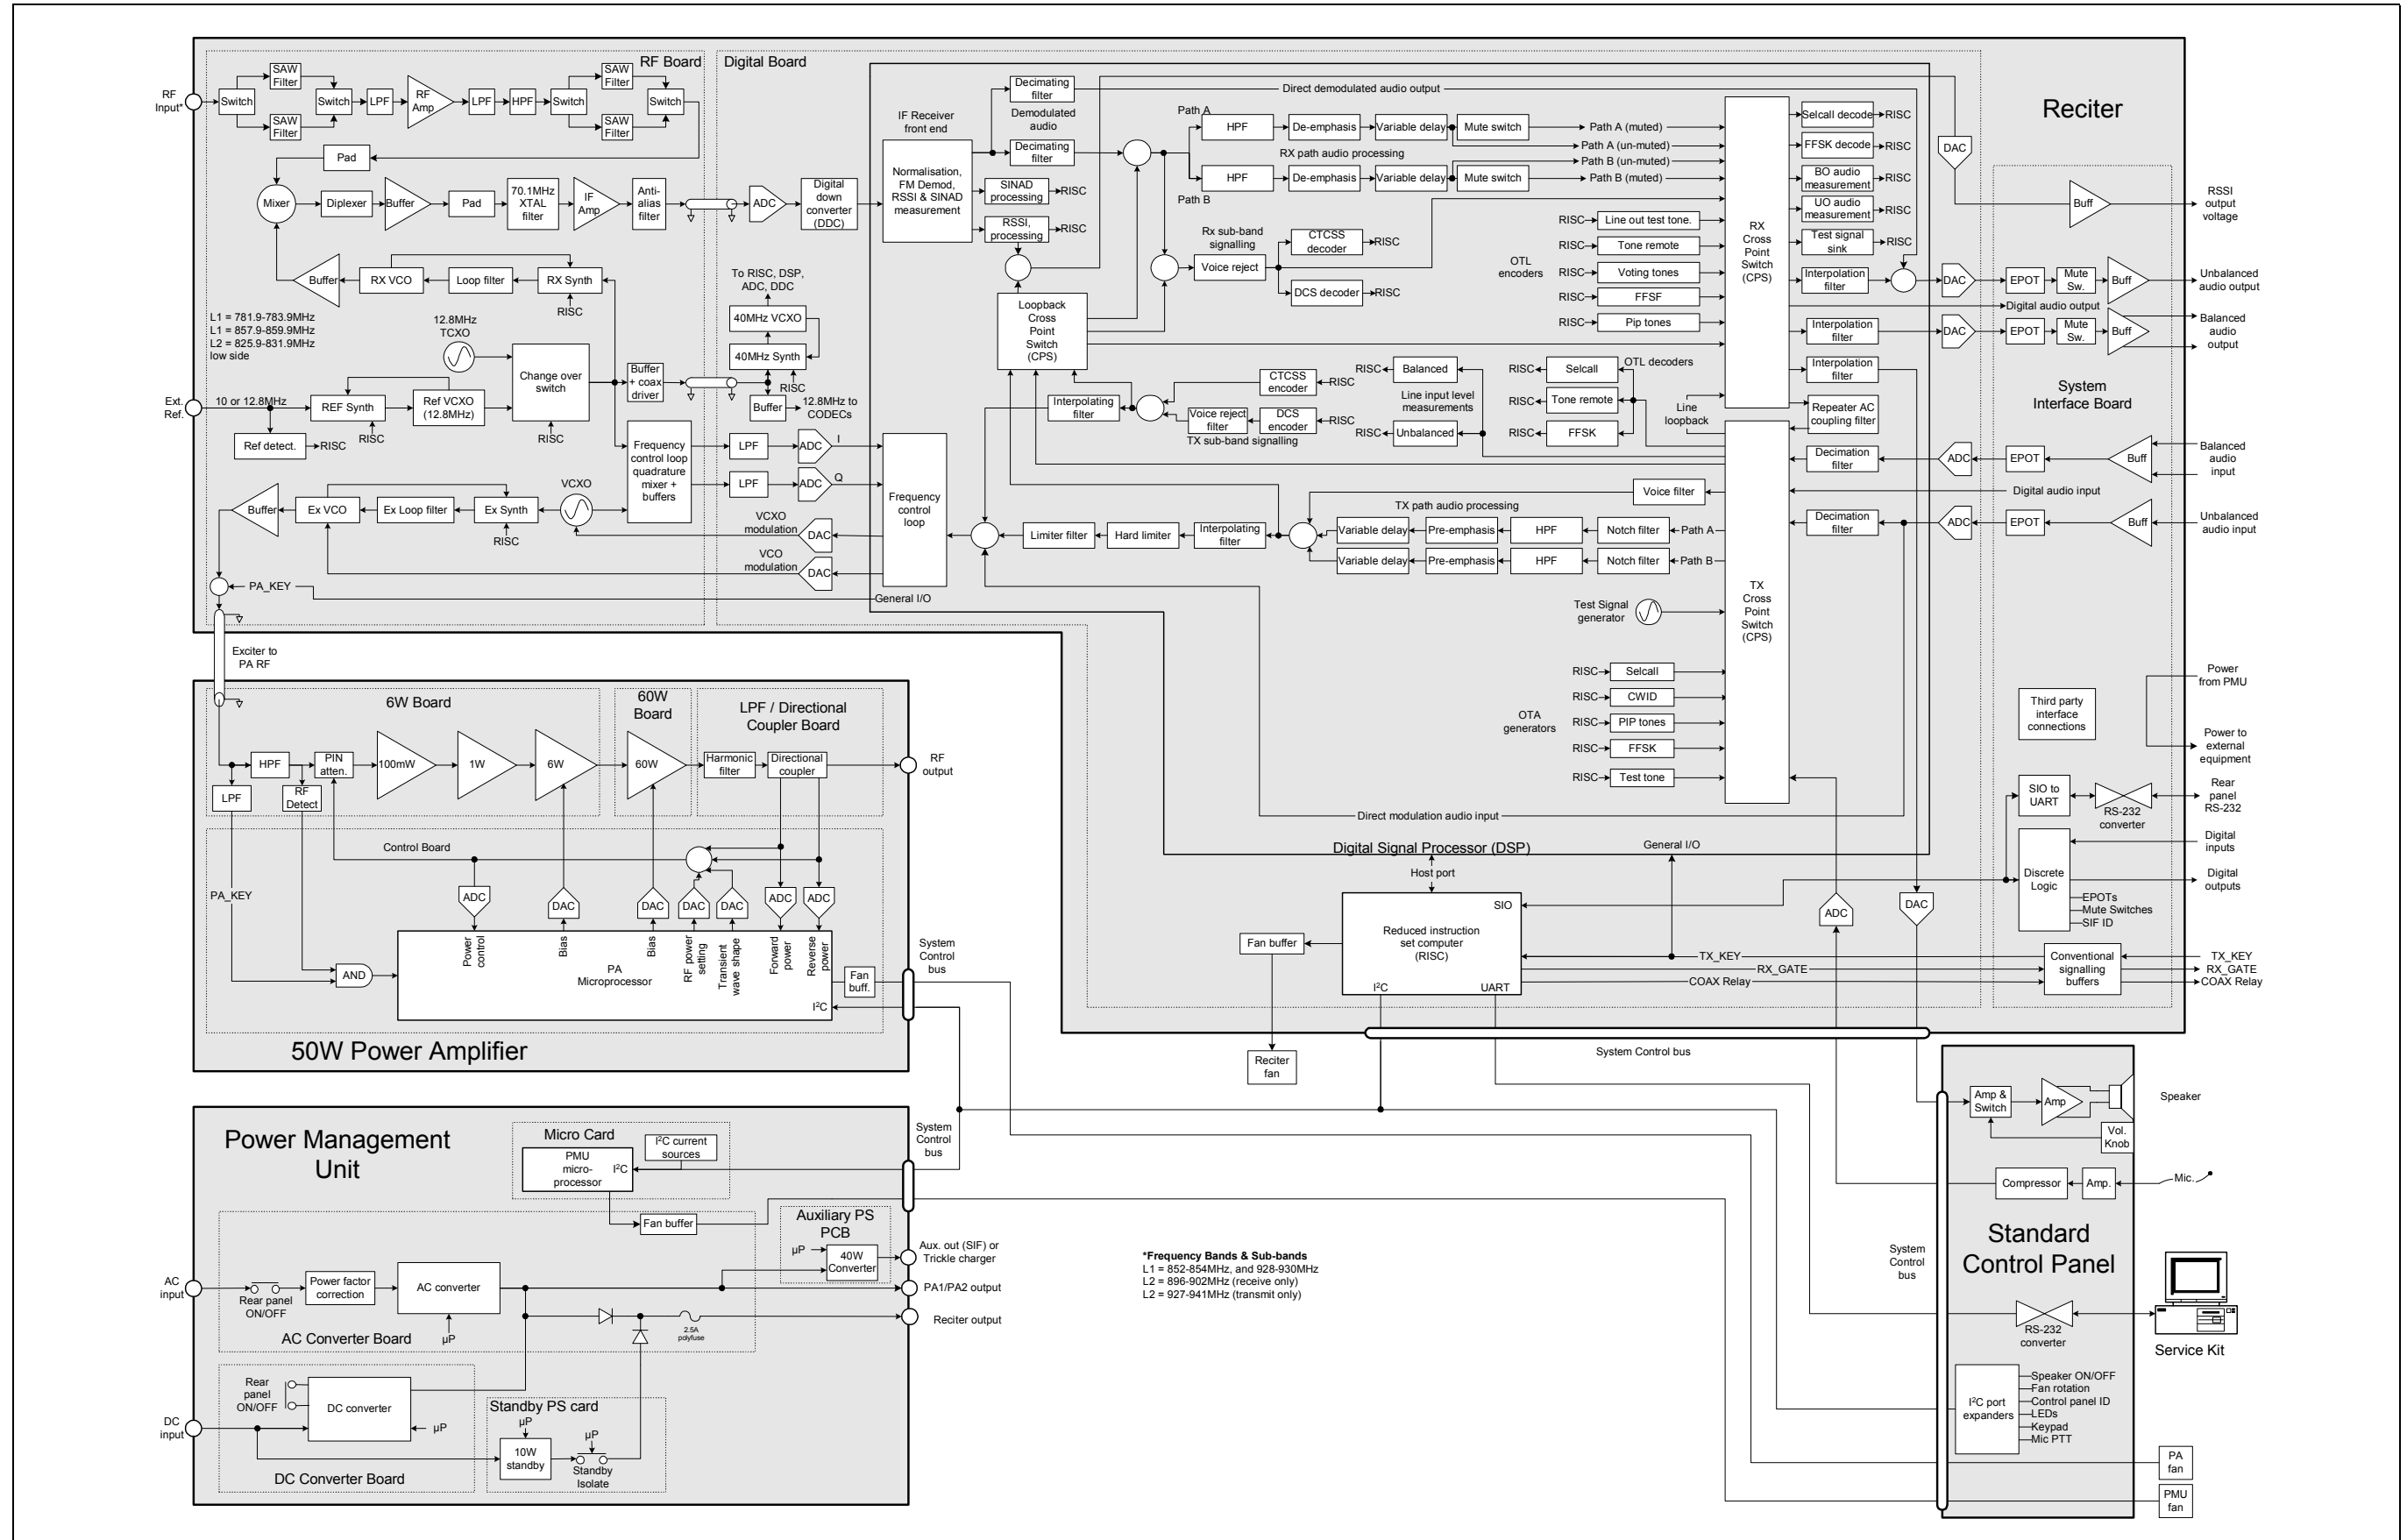 RF Board
Digital Board
Reciter
RF
Input*
Switch
SAW
Filter
SAW
Filter
Switch
LPF
RF
Amp
LPF
HPF
Switch
SAW
Filter
SAW
Filter
Switch
Pad
Mixer
Diplexer
Buffer
Pad
70.1MHz
XTAL
filter
IF
Amp
Anti-
alias
filter
ADC
Digital
down
converter
(DDC)
Buffer
RX VCO
Loop filter
RX Synth
RISC
L1 = 781.9-783.9MHz
L1 = 857.9-859.9MHz
L2 = 825.9-831.9MHz
low side
12.8MHz
TCXO
Change over
switch
RISC
Buffer
+ coax
driver
To RISC, DSP,
ADC, DDC
40MHz VCXO
40MHz Synth
RISC
Buffer
12.8MHz to
CODECs
Ext.
Ref.
10 or 12.8MHz
REF Synth
RISC
Ref VCXO
(12.8MHz)
Ref detect.
RISC
Frequency
control loop
quadrature
mixer +
buffers
LPF
ADC
I
LPF
ADC
Q
Buffer
Ex VCO
Ex Loop filter
Ex Synth
RISC
VCXO
VCXO
modulation
DAC
VCO
modulation
DAC
PA_KEY
General I/O
Frequency
control
loop
IF Receiver
front end
Normalisation,
FM Demod,
RSSI & SINAD
measurement
Decimating
filter
Demodulated
audio
Decimating
filter
SINAD
processing
RISC
RSSI,
processing
RISC
Direct demodulated audio output
Path A
HPF
De-emphasis
Variable delay
Mute switch
Path A (muted)
Path A (un-muted)
RX path audio processing
Path B (un-muted)
HPF
De-emphasis
Variable delay
Mute switch
Path B (muted)
Path B
Rx sub-band
signalling
Voice reject
CTCSS
decoder
RISC
DCS decoder
RISC
Loopback
Cross
Point
Switch
(CPS)
OTL
encoders
RISC
Line out test tone.
RISC
Tone remote
RISC
Voting tones
RISC
FFSF
RISC
Pip tones
RX
Cross
Point
Switch
(CPS)
Selcall decode
RISC
FFSK decode
RISC
BO audio
measurement
RISC
UO audio
measurement
RISC
Test signal
sink
RISC
Interpolation
filter
Digital audio output
Interpolation
filter
Interpolation
filter
Repeater AC
coupling filter
Line
loopback
OTL decoders
RISC
Selcall
RISC
Tone remote
RISC
FFSK
RISC
Balanced
Line input level
measurements
RISC
Unbalanced
Interpolating
filter
CTCSS
encoder
RISC
Voice reject
filter
DCS
encoder
RISC
TX sub-band signalling
Decimation
filter
Digital audio input
Decimation
filter
Voice filter
TX path audio processing
Limiter filter
Hard limiter
Interpolating
filter
Variable delay
Pre-emphasis
HPF
Notch filter
Path A
Variable delay
Pre-emphasis
HPF
Notch filter
Path B
TX
Cross
Point
Switch
(CPS)
Test Signal
generator
OTA
generators
RISC
Selcall
RISC
CWID
RISC
PIP tones
RISC
FFSK
RISC
Test tone
Direct modulation audio input
Digital Signal Processor (DSP)
General I/O
Host port
Reduced instruction
set computer
(RISC)
SIO
I²C
UART
Fan buffer
Reciter
fan
TX_KEY
RX_GATE
COAX Relay
ADC
DAC
DAC
Buff
RSSI
output
voltage
DAC
EPOT
Mute
Sw.
Buff
Unbalanced
audio output
DAC
EPOT
Mute
Sw.
Buff
Balanced
audio
output
System
Interface Board
ADC
EPOT
Buff
Balanced
audio
input
ADC
EPOT
Buff
Unbalanced
audio input
Power
from PMU
Third party
interface
connections
Power to
external
equipment
SIO to
UART
RS-232
converter
Rear
panel
RS-232
Discrete
Logic
Digital
inputs
Digital
outputs
EPOTs
Mute Switches
SIF ID
Conventional
signalling
buffers
TX_KEY
RX_GATE
COAX Relay
System Control bus
Exciter to
PA RF
6W Board
60W
Board
LPF / Directional
Coupler Board
HPF
PIN
atten.
100mW
1W
6W
60W
Harmonic
filter
Directional
coupler
RF
output
LPF
RF
Detect
Control Board
PA_KEY
ADC
DAC
DAC
DAC
DAC
ADC
ADC
Power
control
Bias
Bias
RF power
setting
Transient
wave shape
Forward
power
Reverse
power
AND
PA
Microprocessor
I²C
Fan
buff.
System
Control
bus
50W Power Amplifier
Power Management
Unit
Micro Card
PMU
micro-
processor
I²C
I²C current
sources
System
Control
bus
Fan buffer
Auxiliary PS
PCB
µP
40W
Converter
Aux. out (SIF) or
Trickle charger
AC
input
Rear panel
ON/OFF
Power factor
correction
AC converter
µP
PA1/PA2 output
Reciter output
2.5A
polyfuse
AC Converter Board
Rear
panel
ON/OFF
DC converter
µP
DC
input
DC Converter Board
Standby PS card
µP
10W
standby
µP
Standby
Isolate
*Frequency Bands & Sub-bands
L1 = 852-854MHz, and 928-930MHz
L2 = 896-902MHz (receive only)
L2 = 927-941MHz (transmit only)
Amp &
Switch
Amp
Speaker
Vol.
Knob
Compressor
Amp.
Mic.
Standard
Control Panel
System
Control
bus
RS-232
converter
Service Kit
I²C port
expanders
Speaker ON/OFF
Fan rotation
Control panel ID
LEDs
Keypad
Mic PTT
PA
fan
PMU
fan